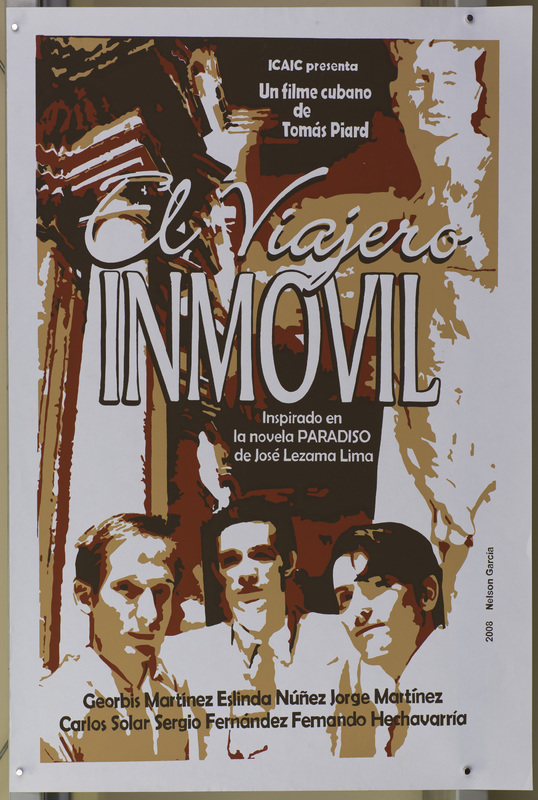 ICAIC presenta
Un filme cubano
de
Tomás Piard
El Viajero
INMOVIL
Inspirado en
la novela PARADISO
de José Lezama Lima
Georbis Martínez Eslinda Núñez Jorge Martínez
Carlos Solar Sergio Fernández Fernando Hechavarría
2008 Nelson García